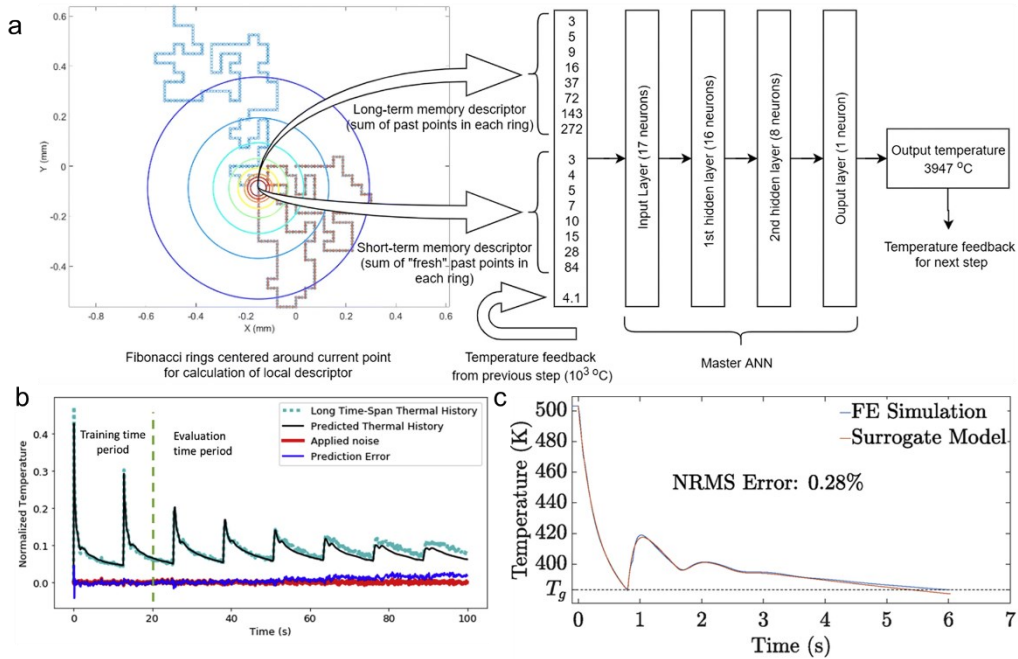 a
0.6
0.4
0.2
0
-0.2
-0.4
Y (mm)
-0.8
-0.6
-0.4
-0.2
0
0.2
0.4
X (mm)
Fibonacci rings centered around current point
for calculation of local descriptor
Long-term memory descriptor
(sum of past points in each ring)
Short-term memory descriptor
(sum of "fresh" past points in
each ring)
3
5
9
16
37
72
143
272
3
4
5
7
10
15
28
84
4.1
Temperature feedback
from previous step (10³ °C)
Input Layer (17 neurons)
1st hidden layer (16 neurons)
2nd hidden layer (8 neurons)
Ouput layer (1 neuron)
Master ANN
Output temperature
3947 °C
Temperature feedback
for next step
b
Long Time-Span Thermal History
Predicted Thermal History
Applied noise
Prediction Error
Training time
period
Evaluation
time period
Normalized Temperature
0.4
0.3
0.2
0.1
0.0
0
20
40
60
80
100
Time (s)
c
FE Simulation
Surrogate Model
NRMS Error: 0.28%
Temperature (K)
500
480
460
440
420
400
T_g
0
1
2
3
4
5
6
7
Time (s)